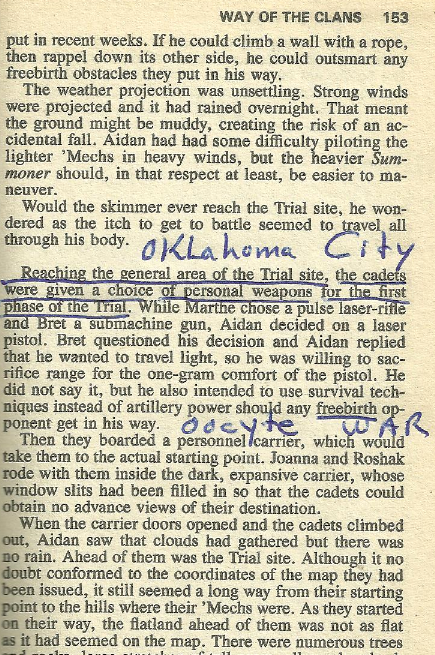 WAY OF THE CLANS 153
put in recent weeks. If he could climb a wall with a rope,
then rappel down its other side, he could outsmart any
freebirth obstacles they put in his way.
The weather projection was unsettling. Strong winds
were projected and it had rained overnight. That meant
the ground might be muddy, creating the risk of an ac-
cidental fall. Aidan had had some difficulty piloting the
lighter 'Mechs in heavy winds, but the heavier Sum-
moner should, in that respect at least, be easier to ma-
neuver.
Would the skimmer ever reach the Trial site, he won-
dered as the itch to get to battle seemed to travel all
through his body.
OKlahoma City
Reaching the general area of the Trial site, the cadets
were given a choice of personal weapons for the first
phase of the Trial. While Marthe chose a pulse laser-rifle
and Bret a submachine gun, Aidan decided on a laser
pistol. Bret questioned his decision and Aidan replied
that he wanted to travel light, so he was willing to sac-
rifice range for the one-gram comfort of the pistol. He
did not say it, but he also intended to use survival tech-
niques instead of artillery power should any freebirth op-
ponent get in his way.
oocyte WAR
Then they boarded a personnel carrier, which would
take them to the actual starting point. Joanna and Roshak
rode with them inside the dark, expansive carrier, whose
window slits had been filled in so that the cadets could
obtain no advance views of their destination.
When the carrier doors opened and the cadets climbed
out, Aidan saw that clouds had gathered but there was
no rain. Ahead of them was the Trial site. Although it no
doubt conformed to the coordinates of the map they had
been issued, it still seemed a long way from their starting
point to the hills where their 'Mechs were. As they started
on their way, the flatland ahead of them was not as flat
as it had seemed on the map. There were numerous trees